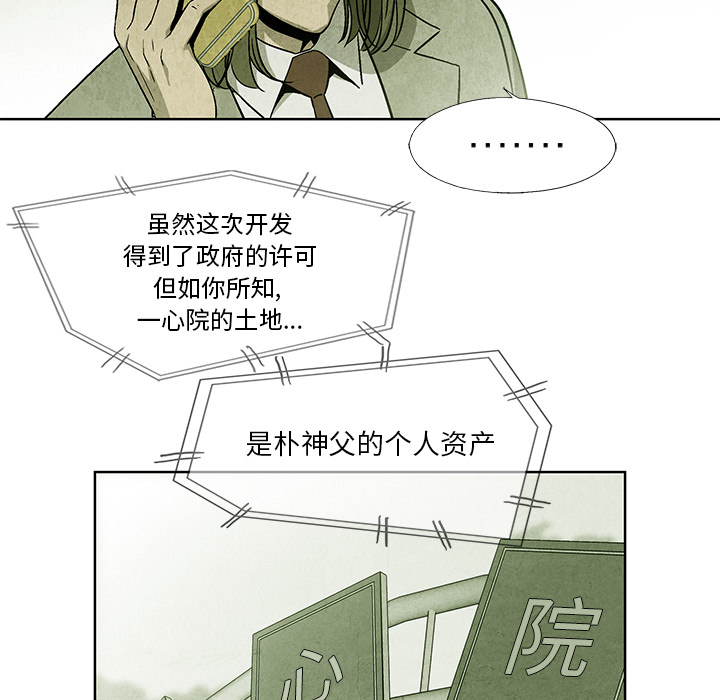 .......
虽然这次开发
得到了政府的许可
但如你所知,
一心院的土地...
是朴神父的个人资产
心
院